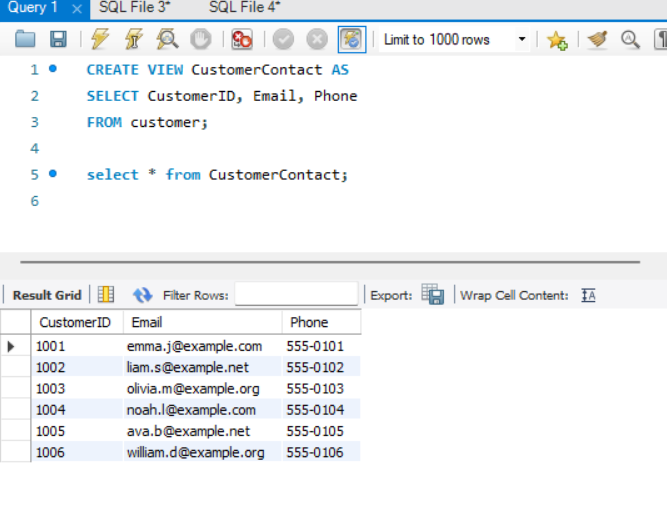 Query 1 SQL File 3* SQL File 4*
Limit to 1000 rows
1 CREATE VIEW CustomerContact AS
2 SELECT CustomerID, Email, Phone
3 FROM customer;
4
5 select * from CustomerContact;
6
Result Grid Filter Rows: Export: Wrap Cell Content: IA
CustomerID Email Phone
1001 emma.j@example.com 555-0101
1002 liam.s@example.net 555-0102
1003 olivia.m@example.org 555-0103
1004 noah.l@example.com 555-0104
1005 ava.b@example.net 555-0105
1006 william.d@example.org 555-0106